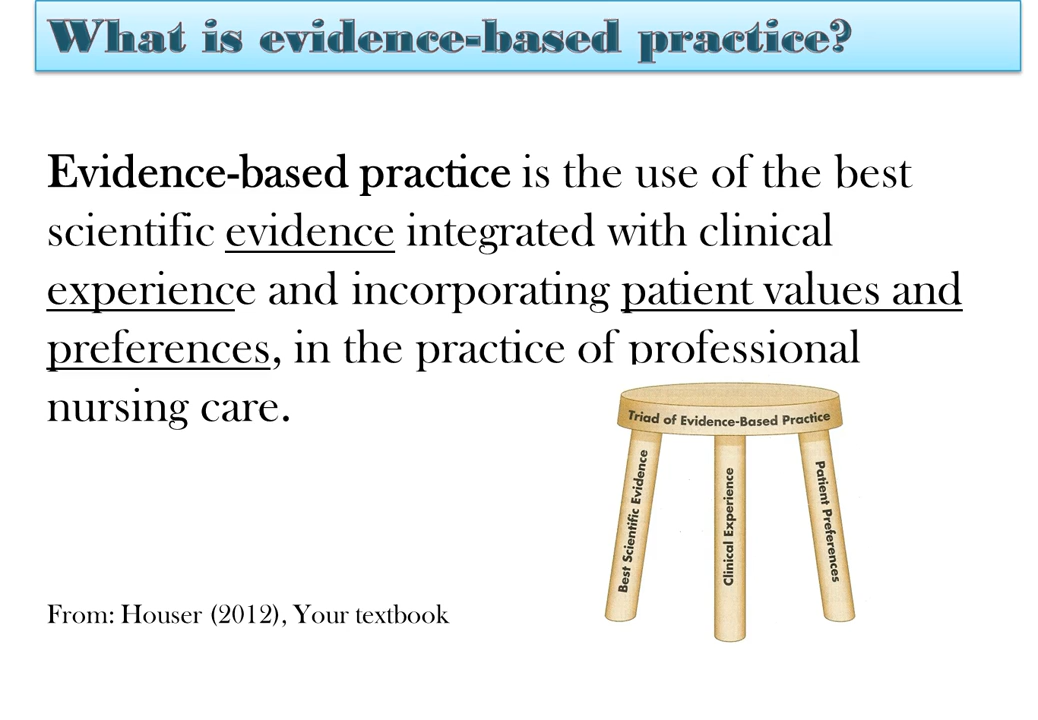 What is evidence-based practice?
Evidence-based practice is the use of the best
scientific evidence integrated with clinical
experience and incorporating patient values and
preferences, in the practice of professional
nursing care.
Triad of Evidence-Based Practice
Best Scientific Evidence
Clinical Experience
Patient Preferences
From: Houser (2012), Your textbook